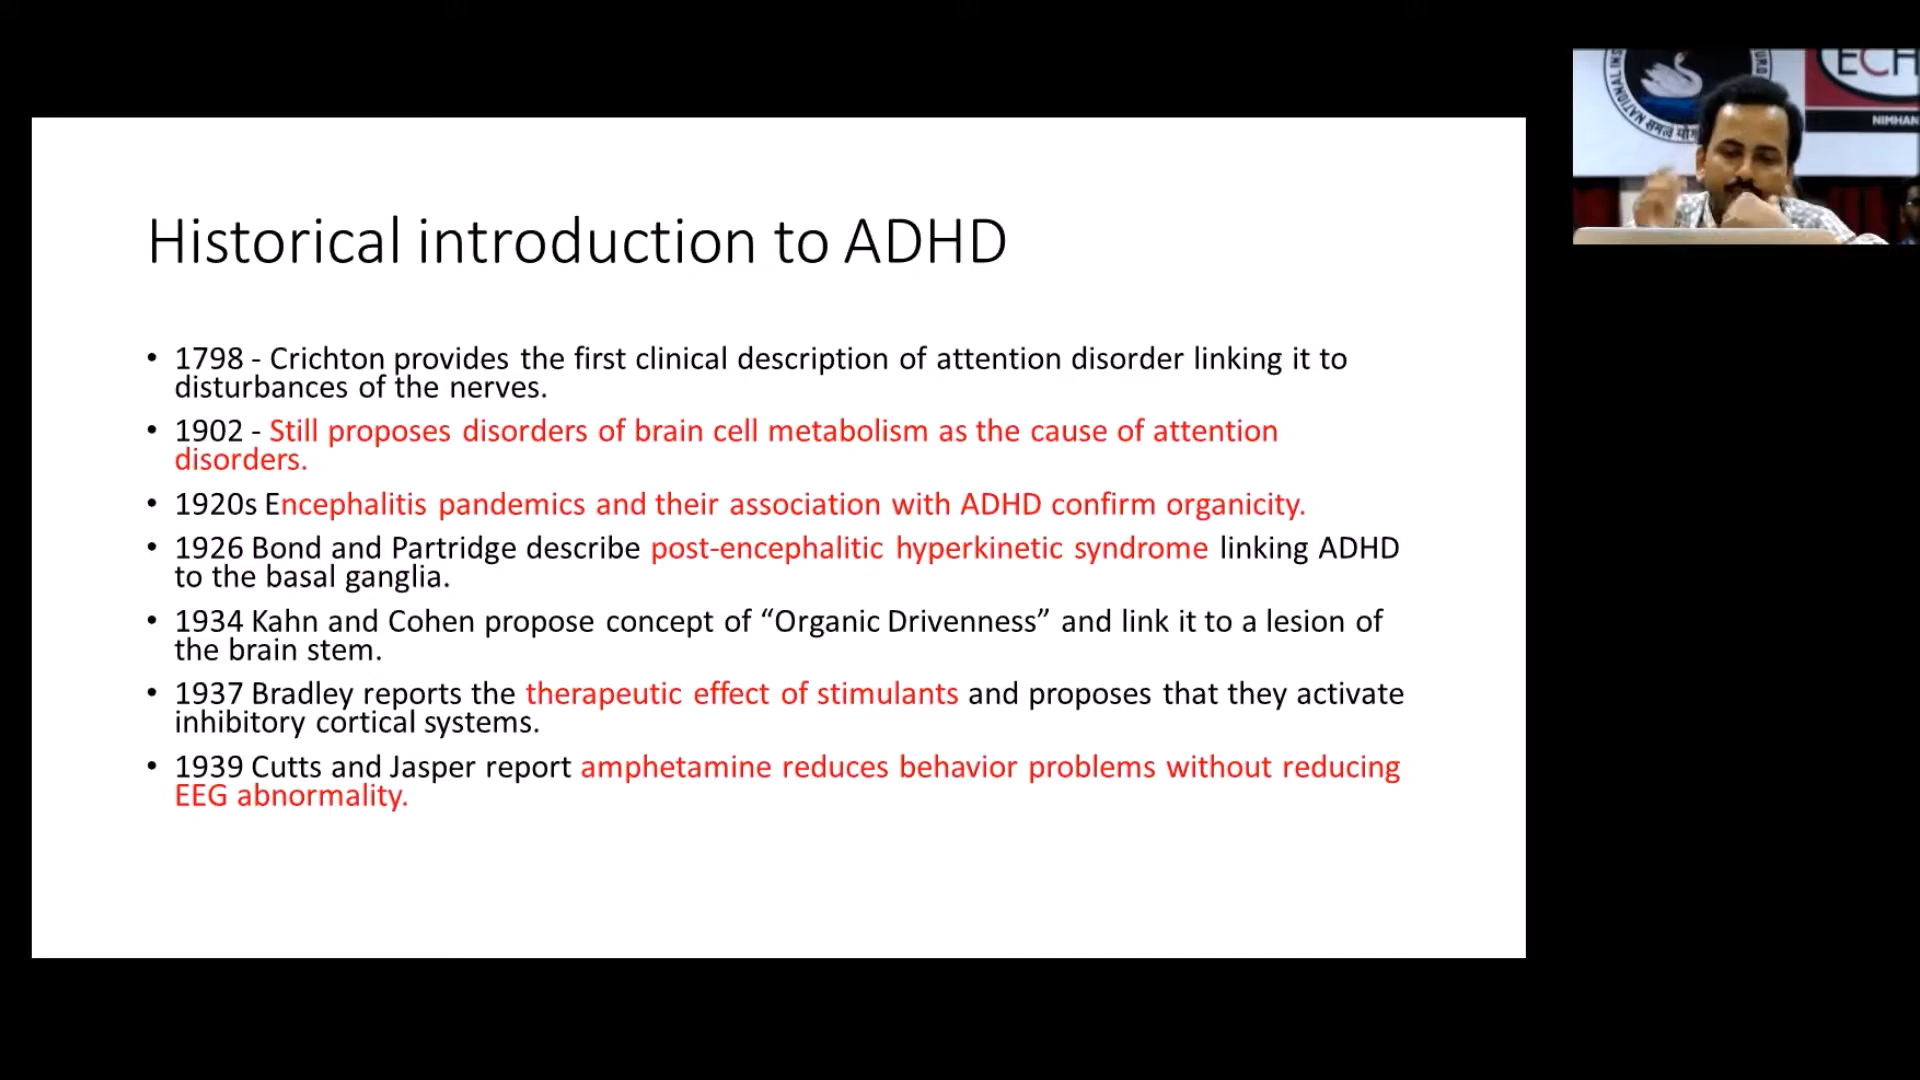 Historical introduction to ADHD
• 1798 - Crichton provides the first clinical description of attention disorder linking it to
disturbances of the nerves.
• 1902 - Still proposes disorders of brain cell metabolism as the cause of attention
disorders.
• 1920s Encephalitis pandemics and their association with ADHD confirm organicity.
• 1926 Bond and Partridge describe post-encephalitic hyperkinetic syndrome linking ADHD
to the basal ganglia.
• 1934 Kahn and Cohen propose concept of “Organic Drivenness” and link it to a lesion of
the brain stem.
• 1937 Bradley reports the therapeutic effect of stimulants and proposes that they activate
inhibitory cortical systems.
• 1939 Cutts and Jasper report amphetamine reduces behavior problems without reducing
EEG abnormality.
NATIONAL INS
समत्वं
ECH
NIMHAN